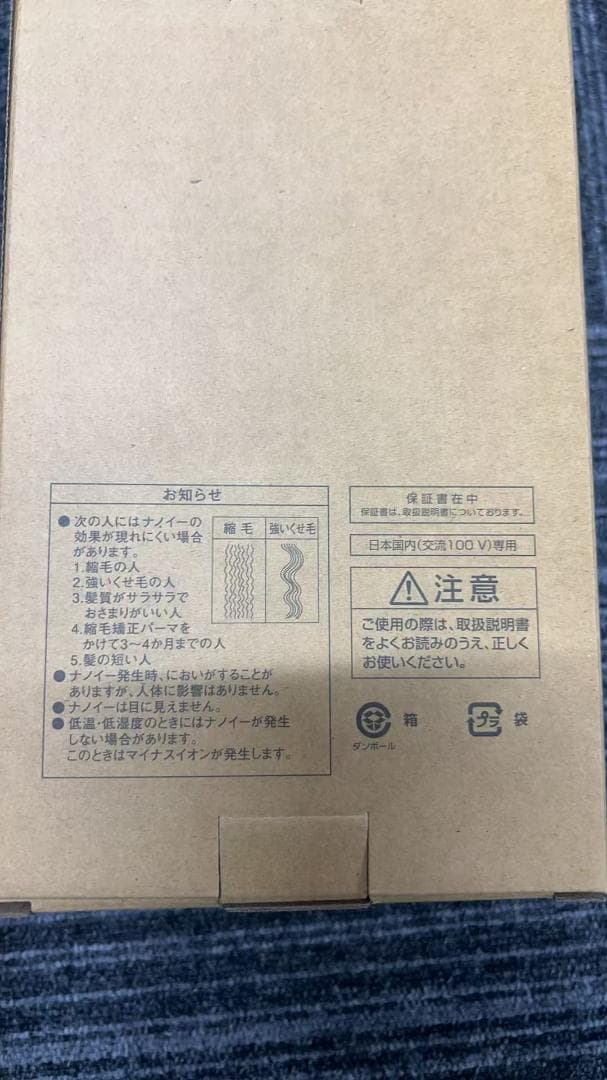 お知らせ
●次の人にはナノイーの
効果が現れにくい場合
があります。
1.縮毛の人
2.強いくせ毛の人
3.髪質がサラサラで
おさまりがいい人
4.縮毛矯正パーマを
かけて3～4か月までの人
5.髪の短い人
縮毛
強いくせ毛
●ナノイー発生時、においがすることが
ありますが、人体に影響はありません。
●ナノイーは目に見えません。
●低温・低湿度のときにはナノイーが発生
しない場合があります。
このときはマイナスイオンが発生します。
保証書在中
保証書は、取扱説明書についております。
日本国内(交流100V)専用
注意
ご使用の際は、取扱説明書
をよくお読みのうえ、正しく
お使いください。
ダンボール
箱
プラ
袋